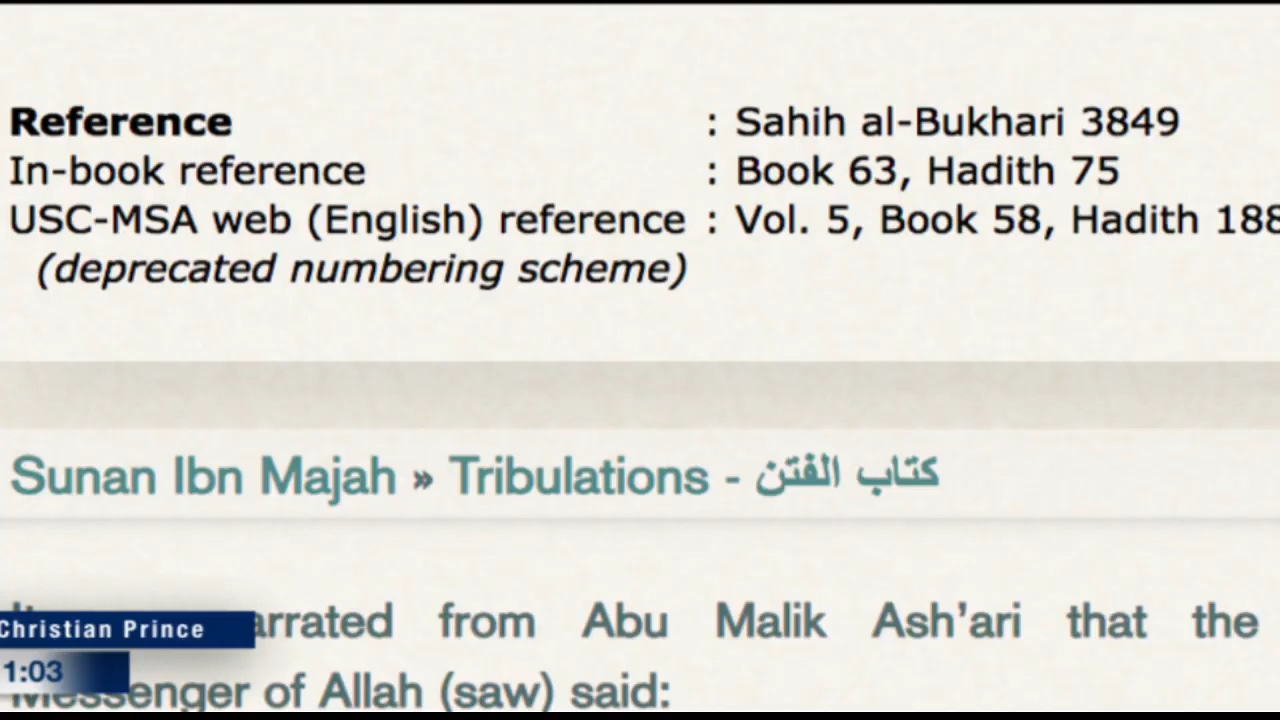 Reference : Sahih al-Bukhari 3849
In-book reference : Book 63, Hadith 75
USC-MSA web (English) reference : Vol. 5, Book 58, Hadith 188
(deprecated numbering scheme)
Sunan Ibn Majah » Tribulations - كتاب الفتن
arrated from Abu Malik Ash'ari that the
Christian Prince
Messenger of Allah (saw) said:
1:03